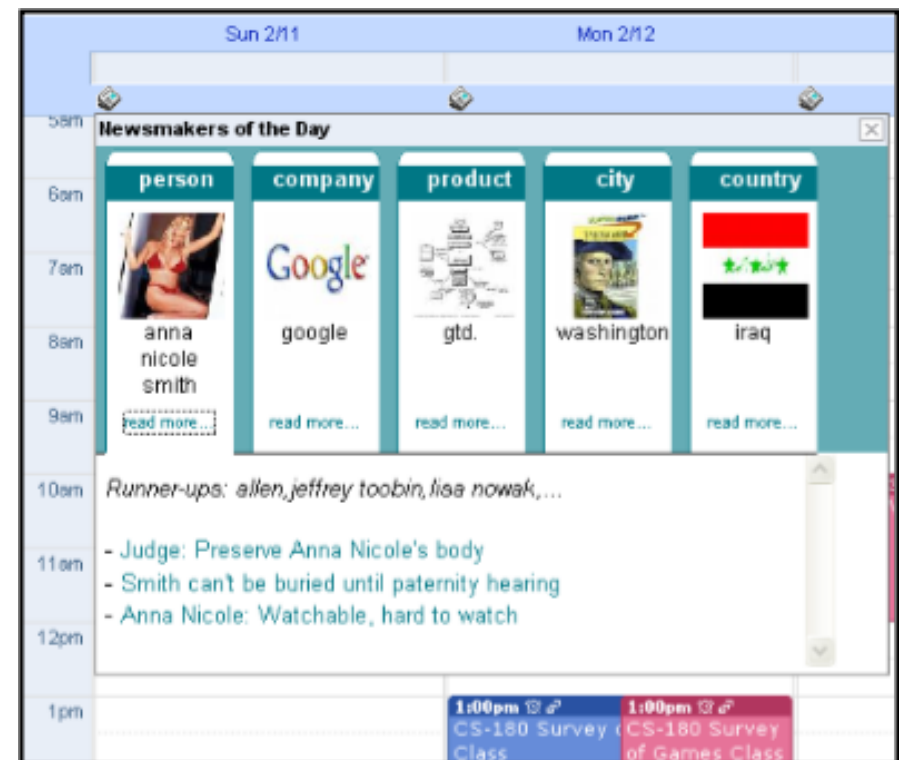 Sun 2/11
Mon 2/12
5am
Newsmakers of the Day
person
company
product
city
country
6am
7am
Google
8am
anna
nicole
smith
google
gtd.
washington
iraq
9am
read more...
read more...
read more...
read more...
read more...
10am
Runner-ups: allen,jeffrey toobin,lisa nowak,...
- Judge: Preserve Anna Nicole's body
11am
- Smith can't be buried until paternity hearing
- Anna Nicole: Watchable, hard to watch
12pm
1pm
1:00pm
CS-180 Survey
Class
1:00pm
CS-180 Survey
of Games Class